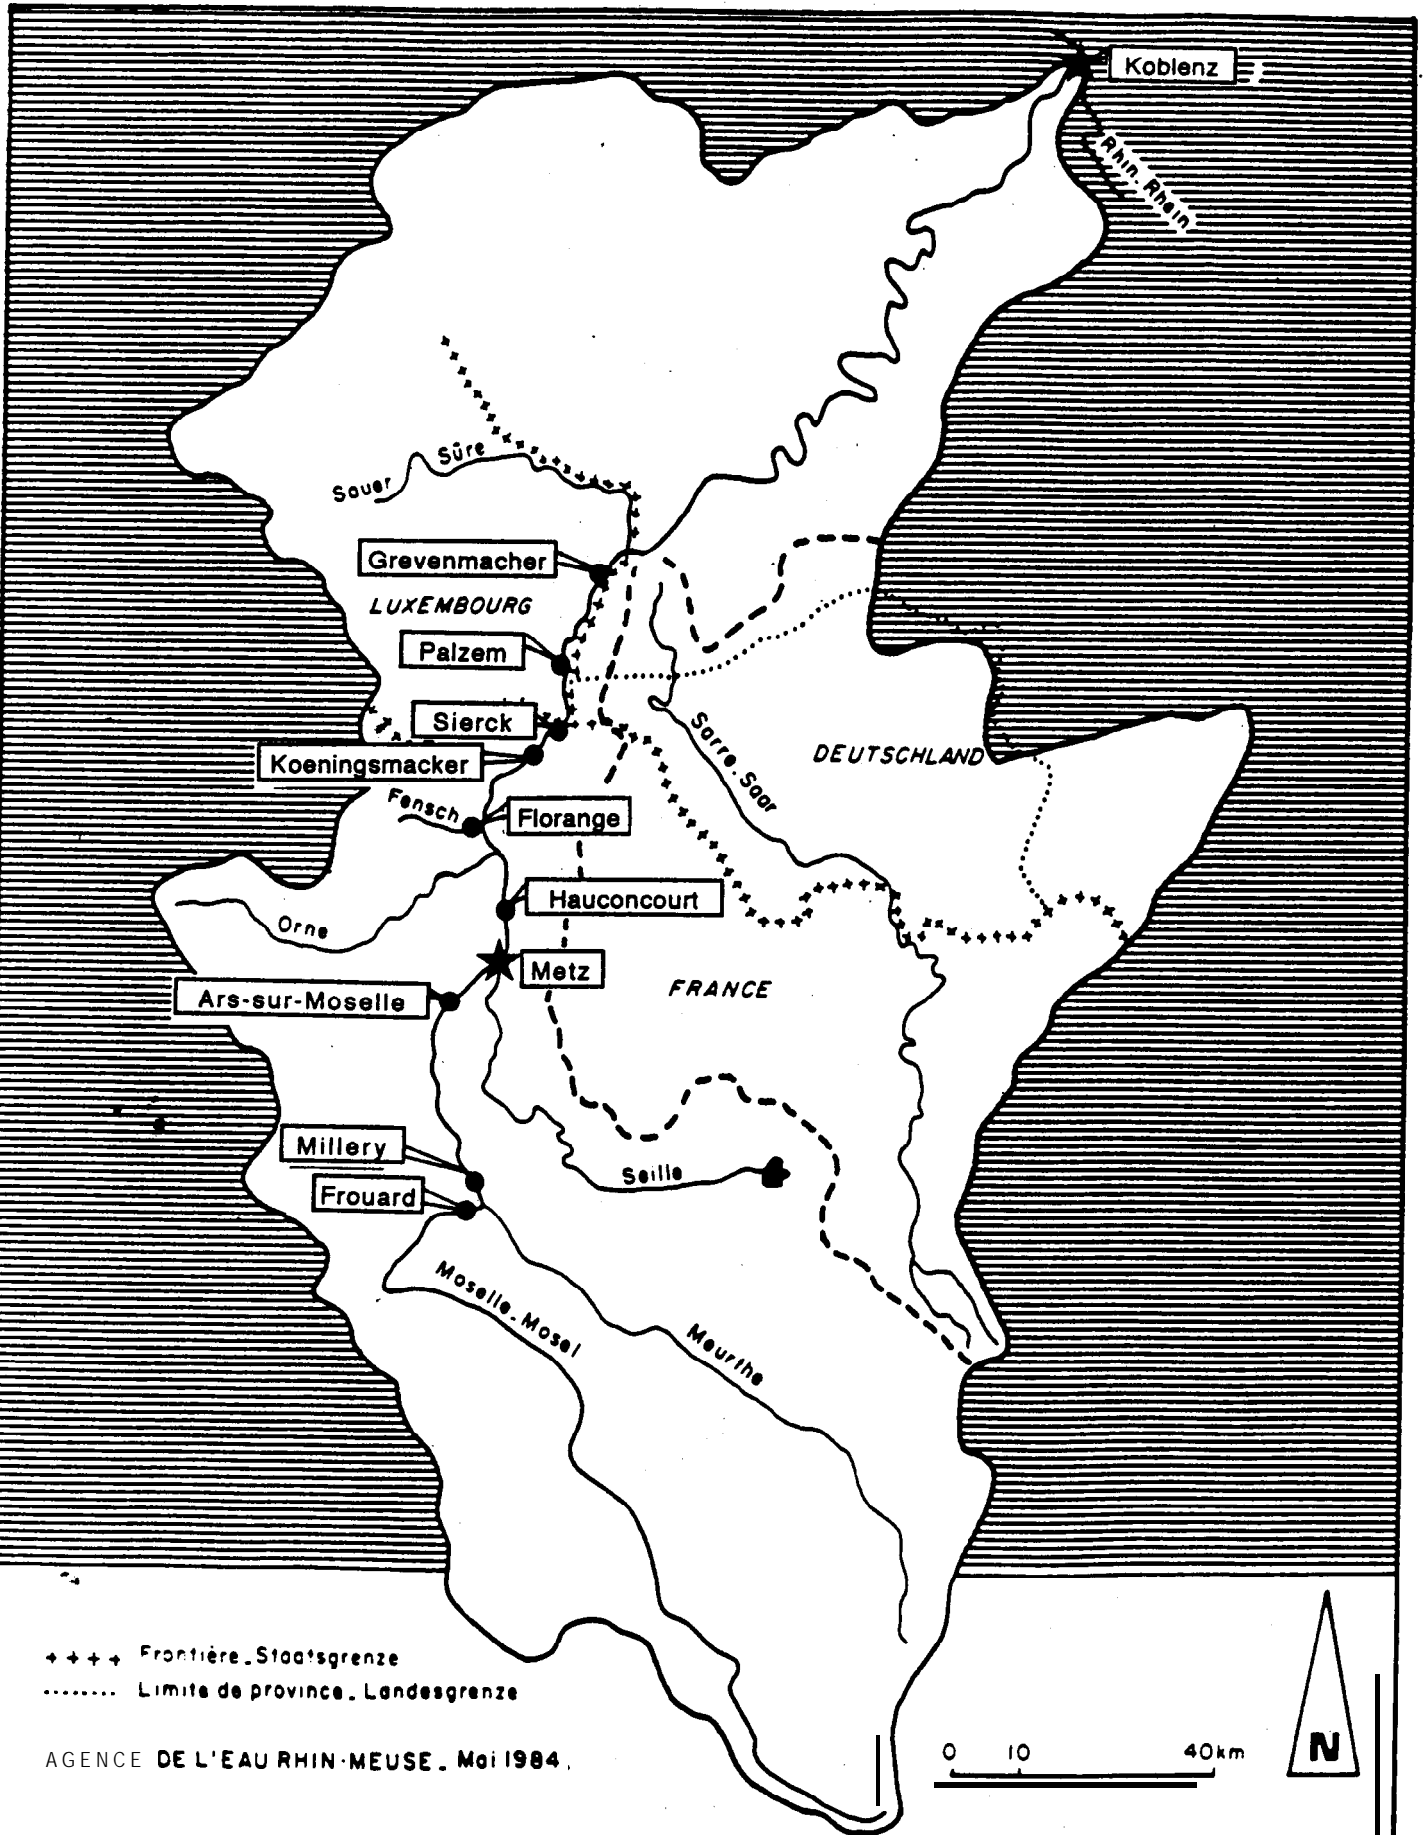 Koblenz
Rhin.Rhein
Sûre
Sauer
Grevenmacher
LUXEMBOURG
Palzem
Sierck
Koeningsmacker
Sarre.Saar
DEUTSCHLAND
Fensch
Florange
Hauconcourt
Orne
Metz
FRANCE
Ars-sur-Moselle
Millery
Seille
Frouard
Moselle.Mosel
Meurthe
++++ Frontière.Staatsgrenze
........ Limite de province.Landesgrenze
AGENCE DE L'EAU RHIN-MEUSE. Mai 1984.
0 10 40km
N